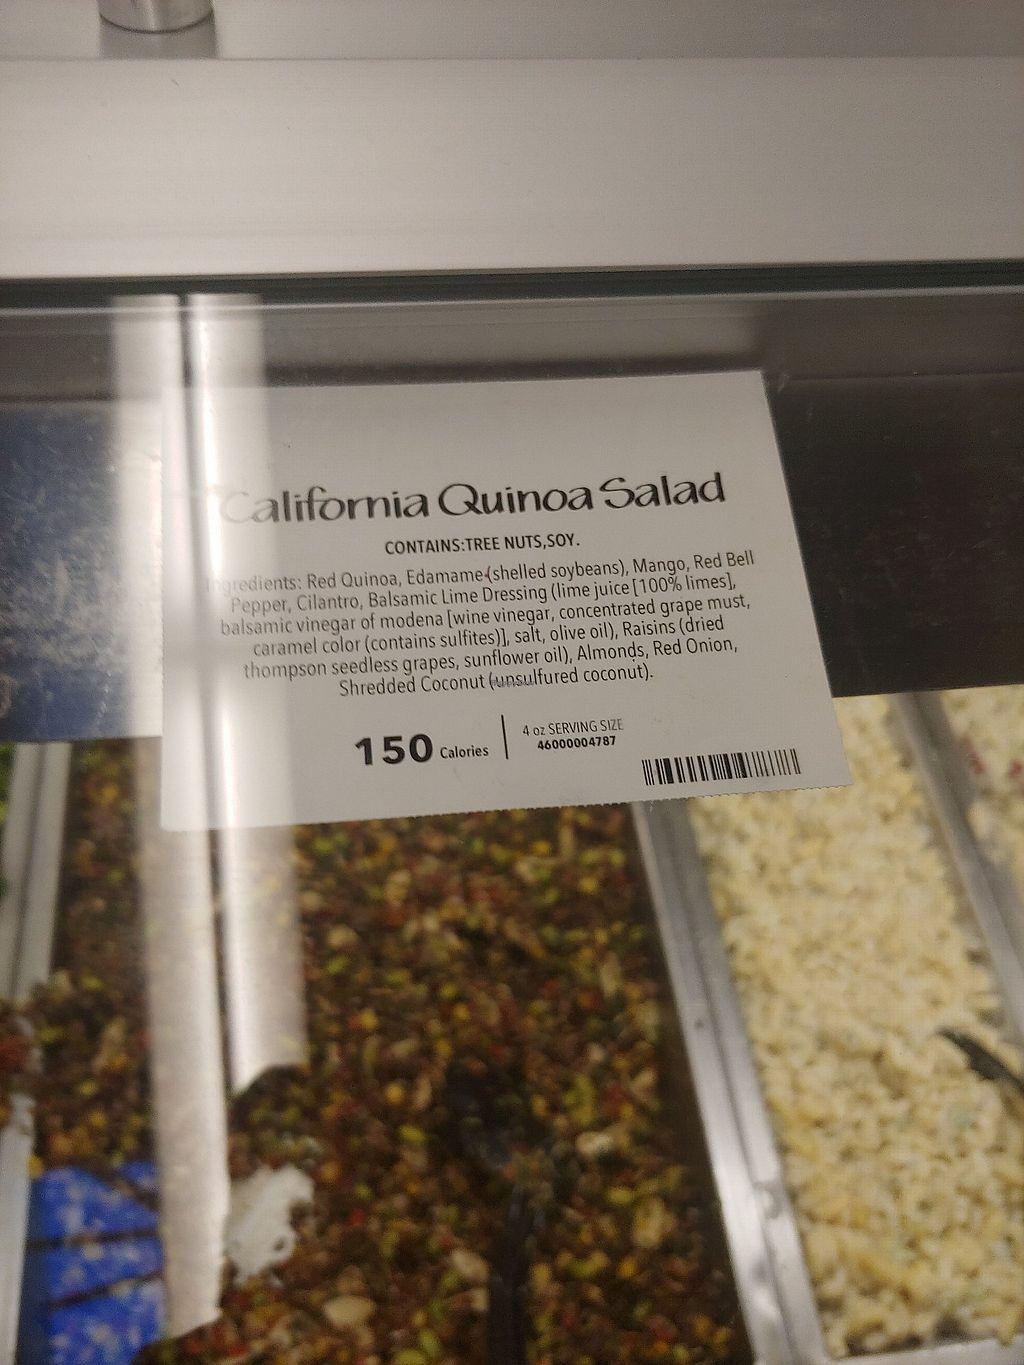 California Quinoa Salad
CONTAINS:TREE NUTS,SOY.
Ingredients: Red Quinoa, Edamame (shelled soybeans), Mango, Red Bell
Pepper, Cilantro, Balsamic Lime Dressing (lime juice [100% limes],
balsamic vinegar of modena [wine vinegar, concentrated grape must,
caramel color (contains sulfites)], salt, olive oil), Raisins (dried
thompson seedless grapes, sunflower oil), Almonds, Red Onion,
Shredded Coconut (unsulfured coconut).
150 Calories
4 oz SERVING SIZE
46000004787